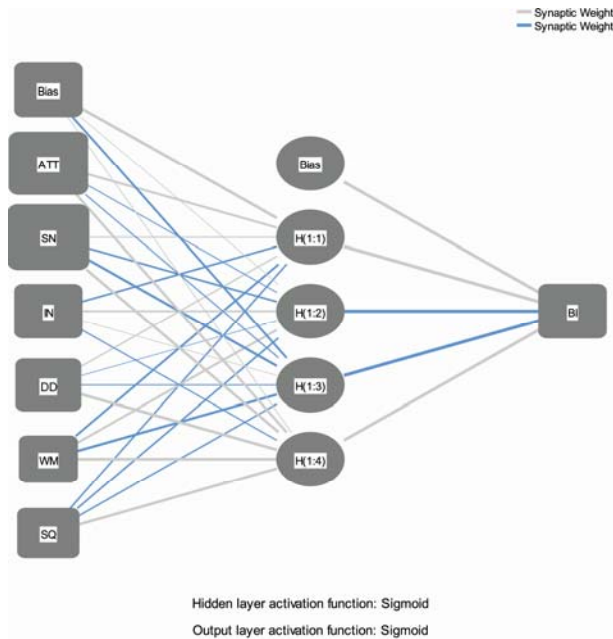 Synaptic Weight
Synaptic Weight
Bias
ATT
Bias
SN
H(1:1)
IN
H(1:2)
BI
DD
H(1:3)
WM
H(1:4)
SQ
Hidden layer activation function: Sigmoid
Output layer activation function: Sigmoid